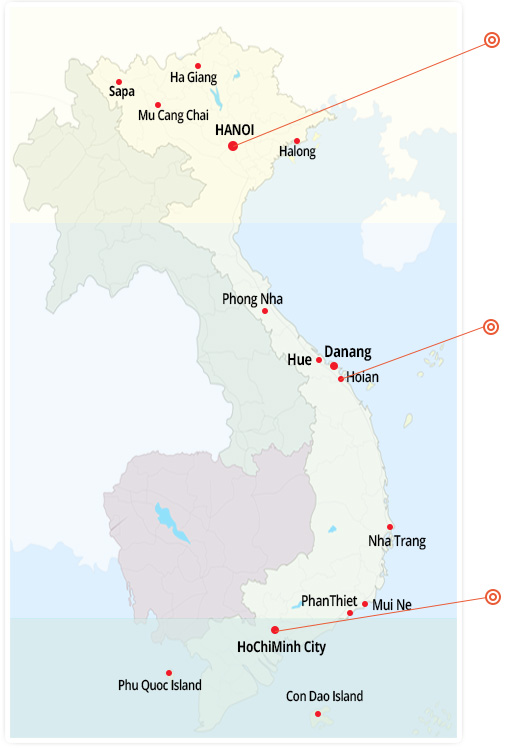 Ha Giang
Sapa
Mu Cang Chai
HANOI
Halong
Phong Nha
Danang
Hue
Hoian
Nha Trang
PhanThiet
Mui Ne
HoChiMinh City
Phu Quoc Island
Con Dao Island